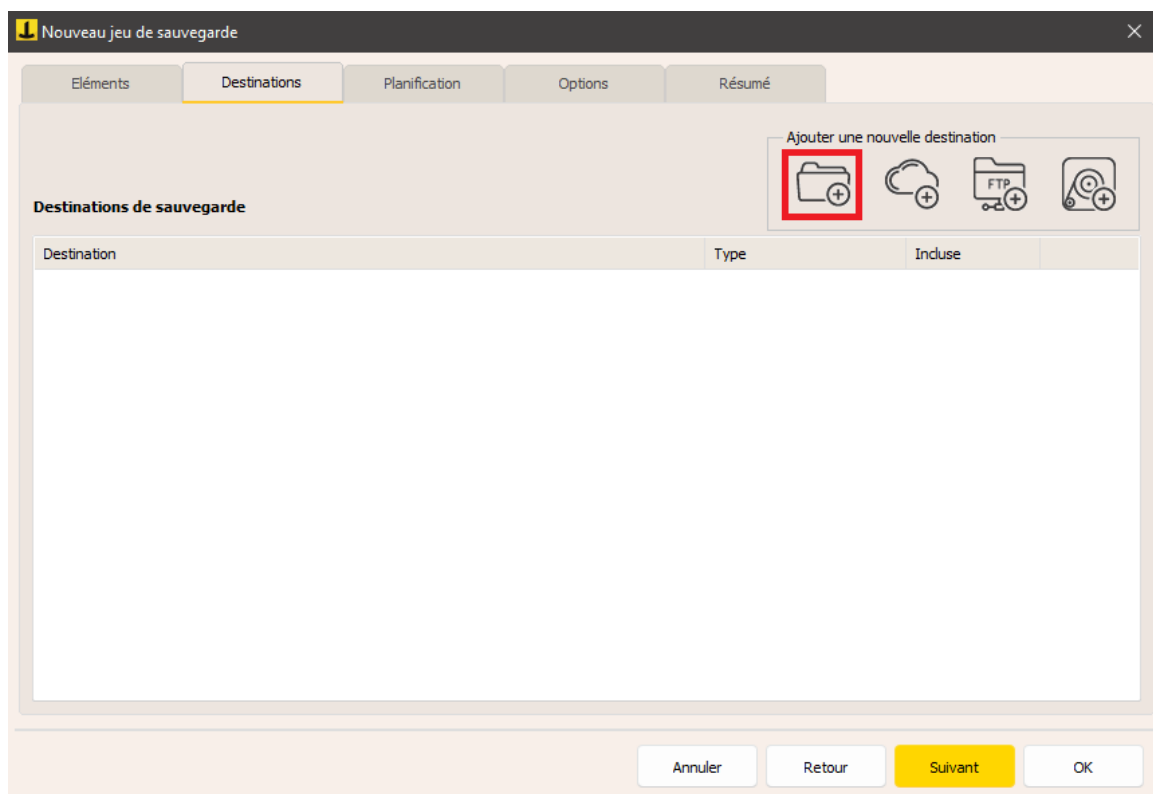 Nouveau jeu de sauvegarde
Eléments
Destinations
Planification
Options
Résumé
Ajouter une nouvelle destination
FTP
Destinations de sauvegarde
Destination
Type
Incluse
Annuler
Retour
Suivant
OK